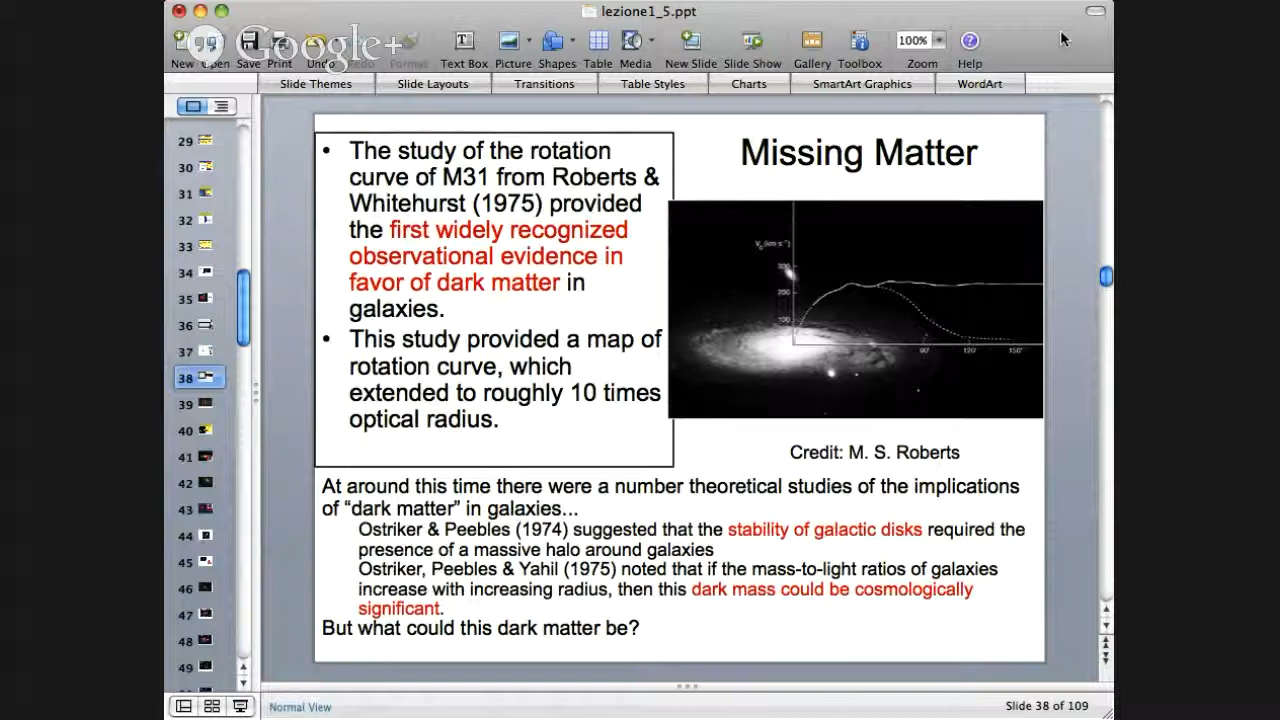 lezione1_5.ppt
Google+
New Open Save Print Undo Redo Format Text Box Picture Shapes Table Media New Slide Slide Show Gallery Toolbox 100% Zoom Help
Slide Themes Slide Layouts Transitions Table Styles Charts SmartArt Graphics WordArt
29
30
31
32
33
34
35
36
37
38
39
40
41
42
43
44
45
46
47
48
49
• The study of the rotation
curve of M31 from Roberts &
Whitehurst (1975) provided
the first widely recognized
observational evidence in
favor of dark matter in
galaxies.
• This study provided a map of
rotation curve, which
extended to roughly 10 times
optical radius.
Missing Matter
300
200
100
90' 120' 150'
Credit: M. S. Roberts
At around this time there were a number theoretical studies of the implications
of “dark matter” in galaxies...
Ostriker & Peebles (1974) suggested that the stability of galactic disks required the
presence of a massive halo around galaxies
Ostriker, Peebles & Yahil (1975) noted that if the mass-to-light ratios of galaxies
increase with increasing radius, then this dark mass could be cosmologically
significant.
But what could this dark matter be?
Normal View
Slide 38 of 109